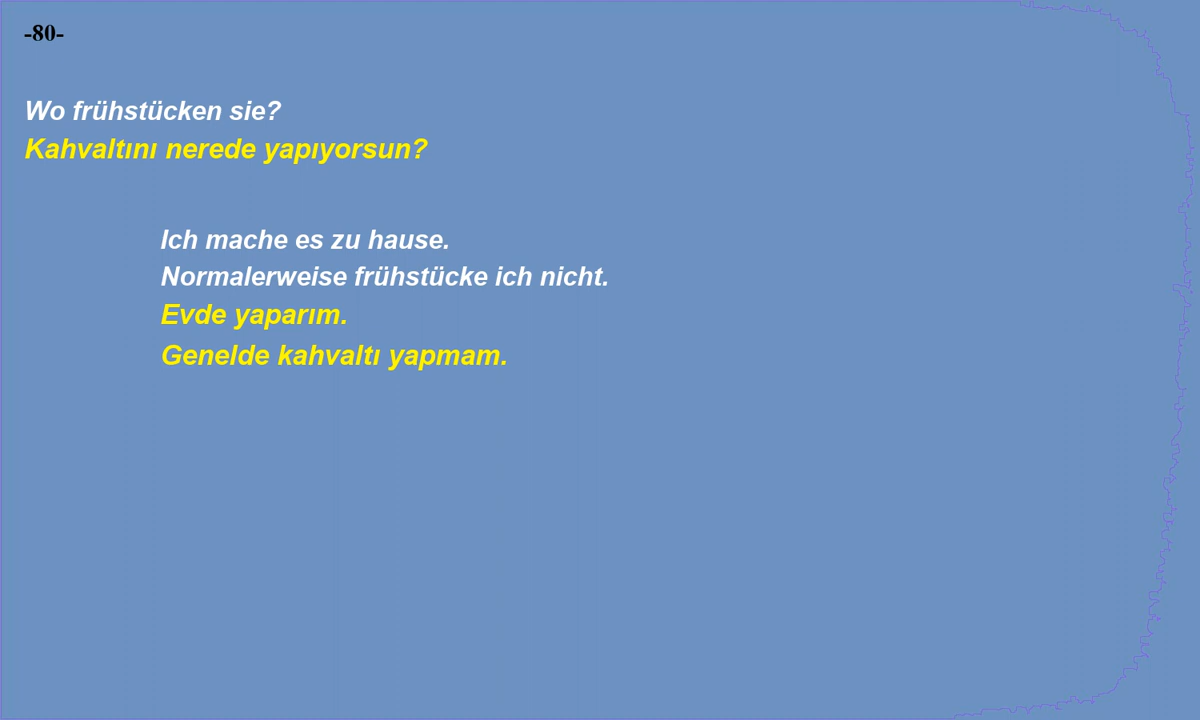 -80-
Wo frühstücken sie?
Kahvaltını nerede yapıyorsun?
Ich mache es zu hause.
Normalerweise frühstücke ich nicht.
Evde yaparım.
Genelde kahvaltı yapmam.